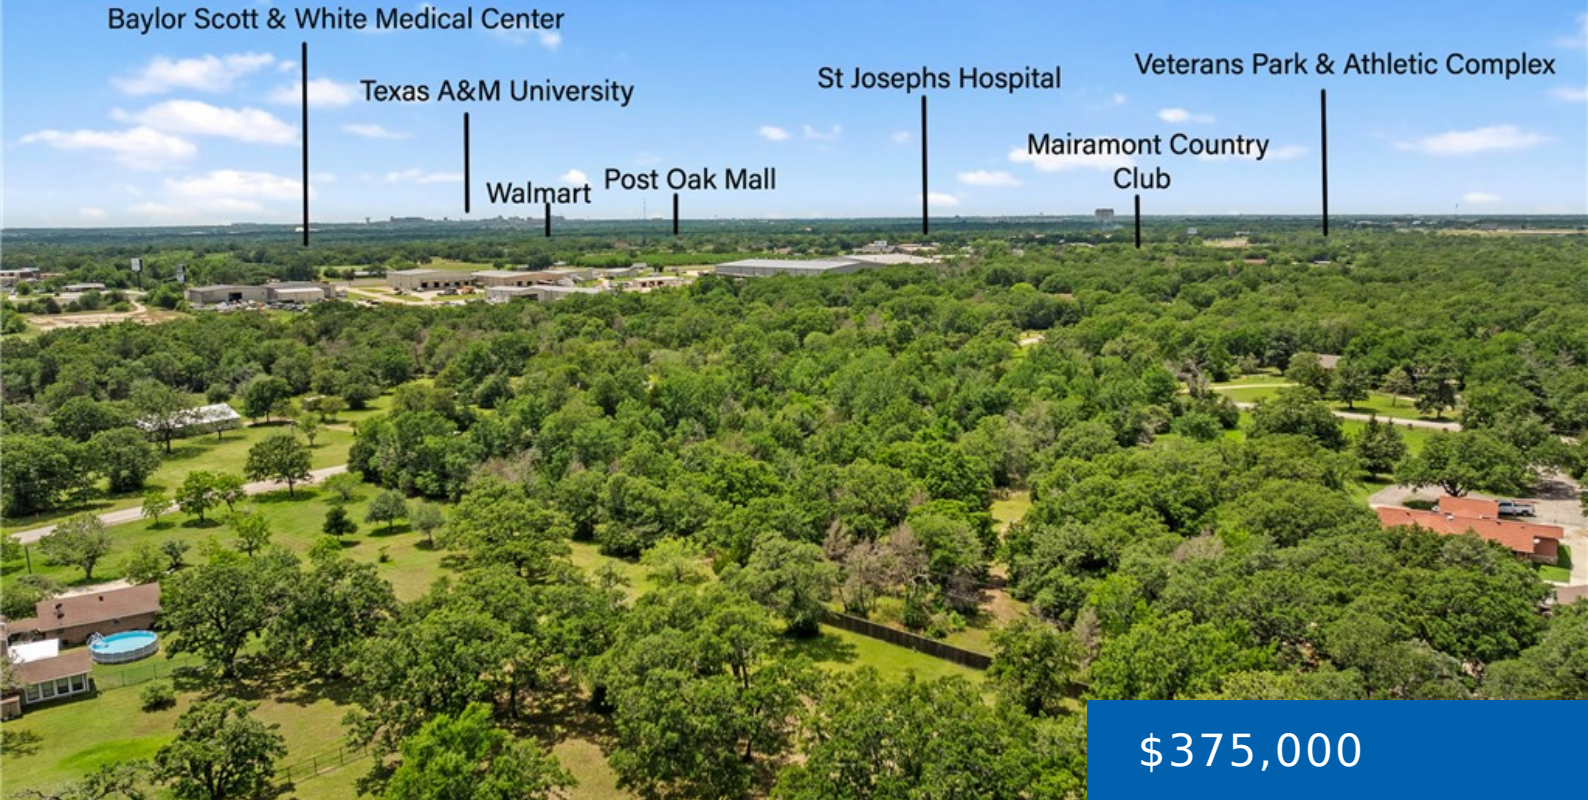 Baylor Scott & White Medical Center
Texas A&M University
Walmart
Post Oak Mall
St Josephs Hospital
Mairamont Country
Club
Veterans Park & Athletic Complex
$375,000